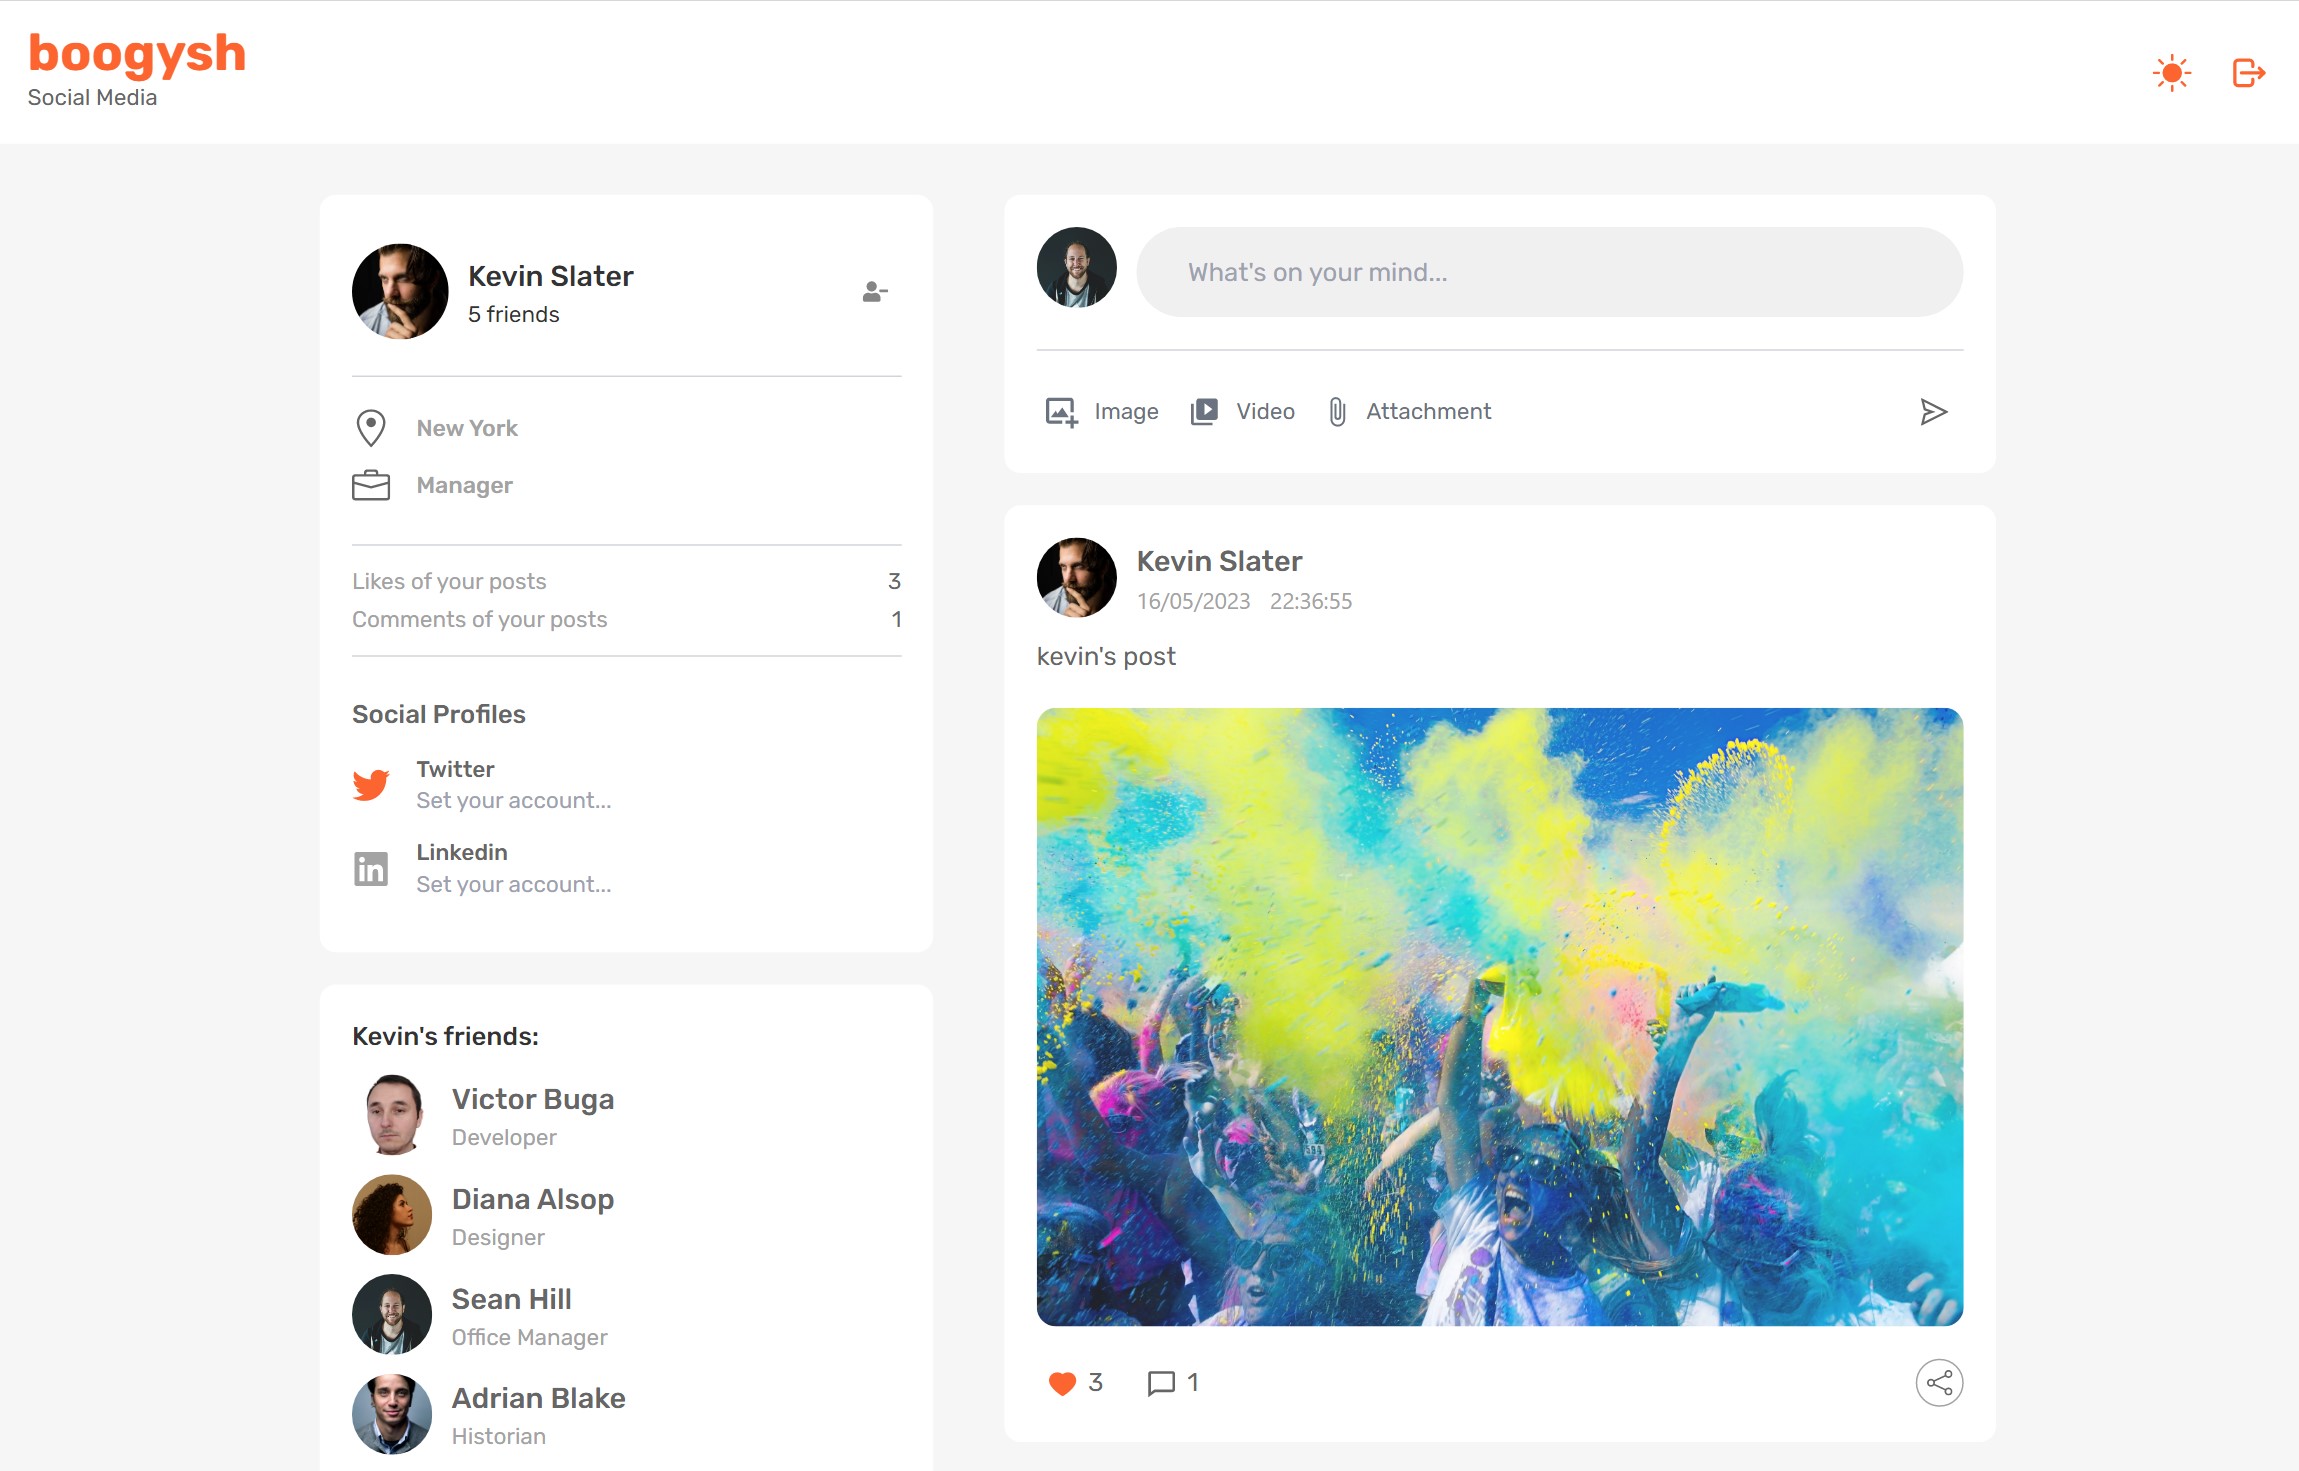 boogysh
Social Media
Kevin Slater
5 friends
New York
Manager
Likes of your posts 3
Comments of your posts 1
Social Profiles
Twitter
Set your account...
Linkedin
Set your account...
Kevin's friends:
Victor Buga
Developer
Diana Alsop
Designer
Sean Hill
Office Manager
Adrian Blake
Historian
What's on your mind...
Image Video Attachment
Kevin Slater
16/05/2023 22:36:55
kevin's post
3 1